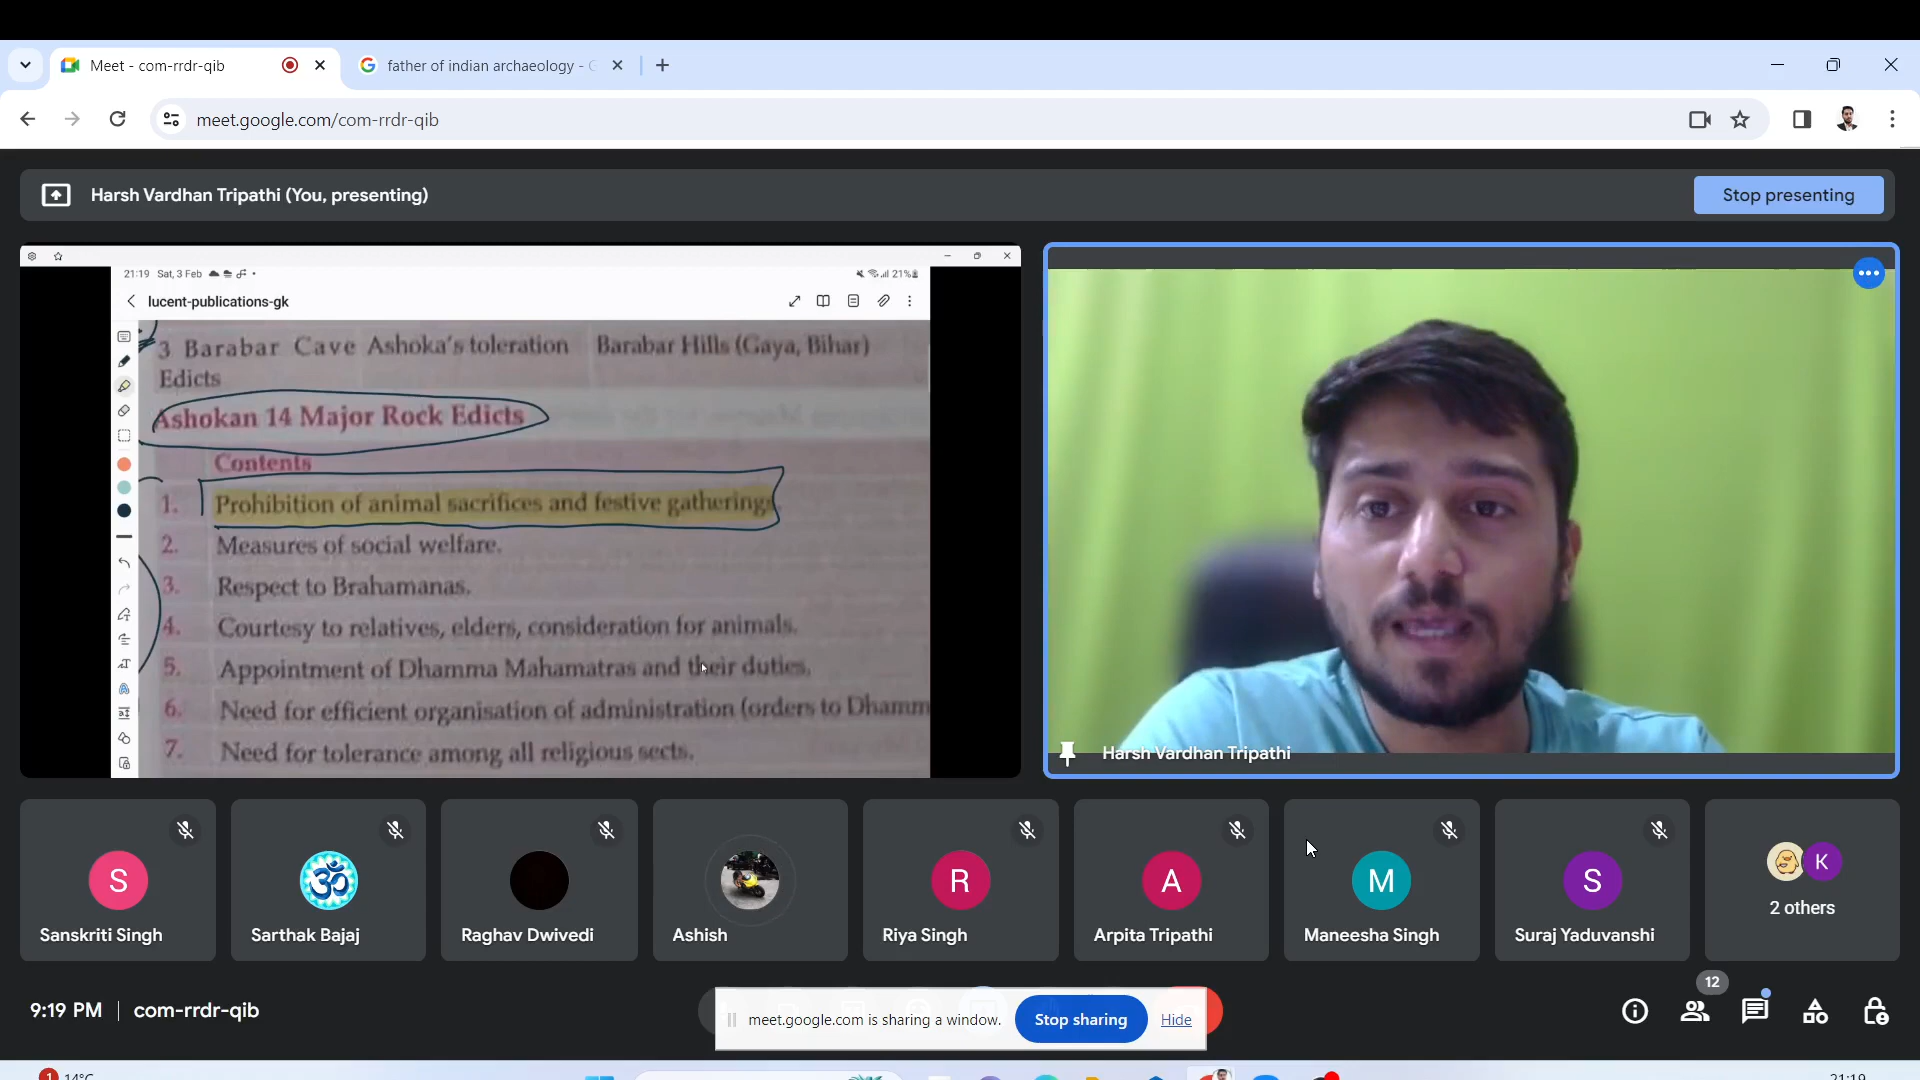 Meet - com-rrdr-qib
father of indian archaeology -
meet.google.com/com-rrdr-qib
Harsh Vardhan Tripathi (You, presenting)
Stop presenting
21:19 Sat, 3 Feb
21%
lucent-publications-gk
3 Barabar Cave Ashoka's toleration Barabar Hills (Gaya, Bihar)
Edicts
Ashokan 14 Major Rock Edicts
Contents
1. Prohibition of animal sacrifices and festive gatherings
2. Measures of social welfare.
3. Respect to Brahamanas.
4. Courtesy to relatives, elders, consideration for animals.
5. Appointment of Dhamma Mahamatras and their duties.
6. Need for efficient organisation of administration (orders to Dhamm
7. Need for tolerance among all religious sects.
Harsh Vardhan Tripathi
S
R
A
M
S
K
2 others
Sanskriti Singh
Sarthak Bajaj
Raghav Dwivedi
Ashish
Riya Singh
Arpita Tripathi
Maneesha Singh
Suraj Yaduvanshi
9:19 PM
com-rrdr-qib
meet.google.com is sharing a window.
Stop sharing
Hide
12
1
14°C
21:19